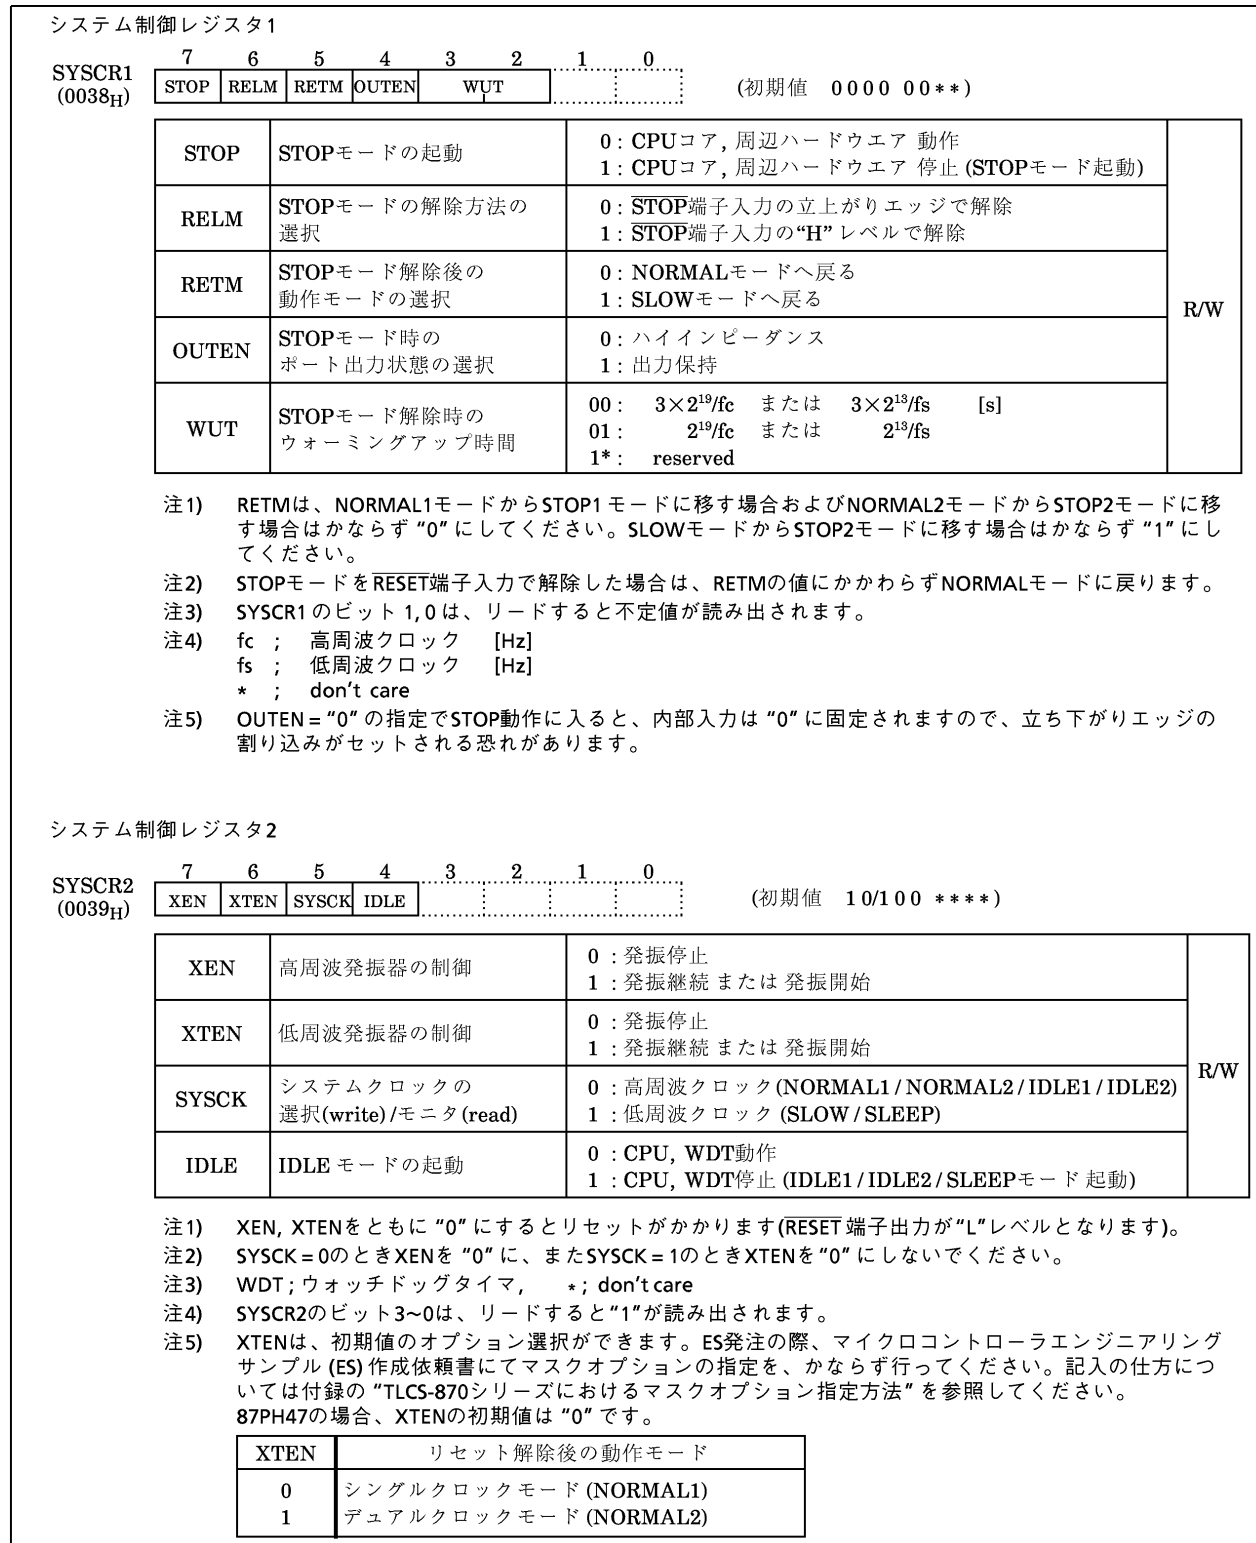 システム制御レジスタ1
7 6 5 4 3 2 1 0
SYSCR1
(0038H)
STOP RELM RETM OUTEN WUT
(初期値 0000 00**)
STOP STOPモードの起動
0 : CPUコア, 周辺ハードウエア 動作
1 : CPUコア, 周辺ハードウエア 停止 (STOPモード起動)
R/W
RELM STOPモードの解除方法の
選択
0 : STOP端子入力の立上がりエッジで解除
1 : STOP端子入力の“H” レベルで解除
RETM STOPモード解除後の
動作モードの選択
0 : NORMALモードへ戻る
1 : SLOWモードへ戻る
OUTEN STOPモード時の
ポート出力状態の選択
0 : ハイインピーダンス
1 : 出力保持
WUT STOPモード解除時の
ウォーミングアップ時間
00 : 3×2¹⁹/fc または 3×2¹³/fs [s]
01 : 2¹⁹/fc または 2¹³/fs
1* : reserved
注1) RETMは、NORMAL1モードからSTOP1 モードに移す場合およびNORMAL2モードからSTOP2モードに移
す場合はかならず “0” にしてください。SLOWモードからSTOP2モードに移す場合はかならず “1” にし
てください。
注2) STOPモードをRESET端子入力で解除した場合は、RETMの値にかかわらずNORMALモードに戻ります。
注3) SYSCR1 のビット 1, 0 は、リードすると不定値が読み出されます。
注4) fc ; 高周波クロック [Hz]
fs ; 低周波クロック [Hz]
* ; don't care
注5) OUTEN = “0” の指定でSTOP動作に入ると、内部入力は “0” に固定されますので、立ち下がりエッジの
割り込みがセットされる恐れがあります。
システム制御レジスタ2
7 6 5 4 3 2 1 0
SYSCR2
(0039H)
XEN XTEN SYSCK IDLE
(初期値 1 0/1 0 0 ****)
XEN 高周波発振器の制御
0 : 発振停止
1 : 発振継続 または 発振開始
R/W
XTEN 低周波発振器の制御
0 : 発振停止
1 : 発振継続 または 発振開始
SYSCK システムクロックの
選択(write) /モニタ(read)
0 : 高周波クロック(NORMAL1 / NORMAL2 / IDLE1 / IDLE2)
1 : 低周波クロック (SLOW / SLEEP)
IDLE IDLE モードの起動
0 : CPU, WDT動作
1 : CPU, WDT停止 (IDLE1 / IDLE2 / SLEEPモード 起動)
注1) XEN, XTENをともに “0” にするとリセットがかかります(RESET 端子出力が“L”レベルとなります)。
注2) SYSCK = 0のときXENを “0” に、またSYSCK = 1のときXTENを“0” にしないでください。
注3) WDT ; ウォッチドッグタイマ, * ; don't care
注4) SYSCR2のビット3~0は、リードすると“1”が読み出されます。
注5) XTENは、初期値のオプション選択ができます。ES発注の際、マイクロコントローラエンジニアリング
サンプル (ES) 作成依頼書にてマスクオプションの指定を、かならず行ってください。記入の仕方につ
いては付録の “TLCS-870シリーズにおけるマスクオプション指定方法” を参照してください。
87PH47の場合、XTENの初期値は “0” です。
XTEN リセット解除後の動作モード
0 シングルクロックモード (NORMAL1)
1 デュアルクロックモード (NORMAL2)